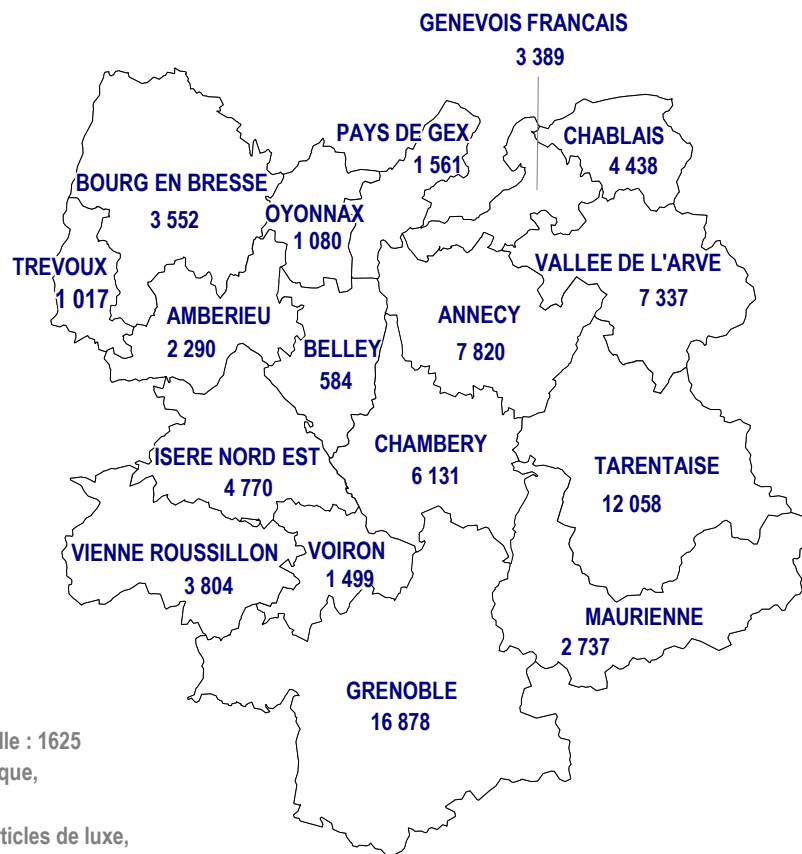 GENEVOIS FRANCAIS
3 389
PAYS DE GEX
1 561
CHABLAIS
4 438
BOURG EN BRESSE
3 552
OYONNAX
1 080
TREVOUX
1 017
VALLEE DE L'ARVE
7 337
AMBERIEU
2 290
ANNECY
7 820
BELLEY
584
CHAMBERY
6 131
ISERE NORD EST
4 770
TARENTAISE
12 058
VIENNE ROUSSILLON
3 804
VOIRON
1 499
MAURIENNE
2 737
GRENOBLE
16 878
lle : 1625
que,
ticles de luxe,